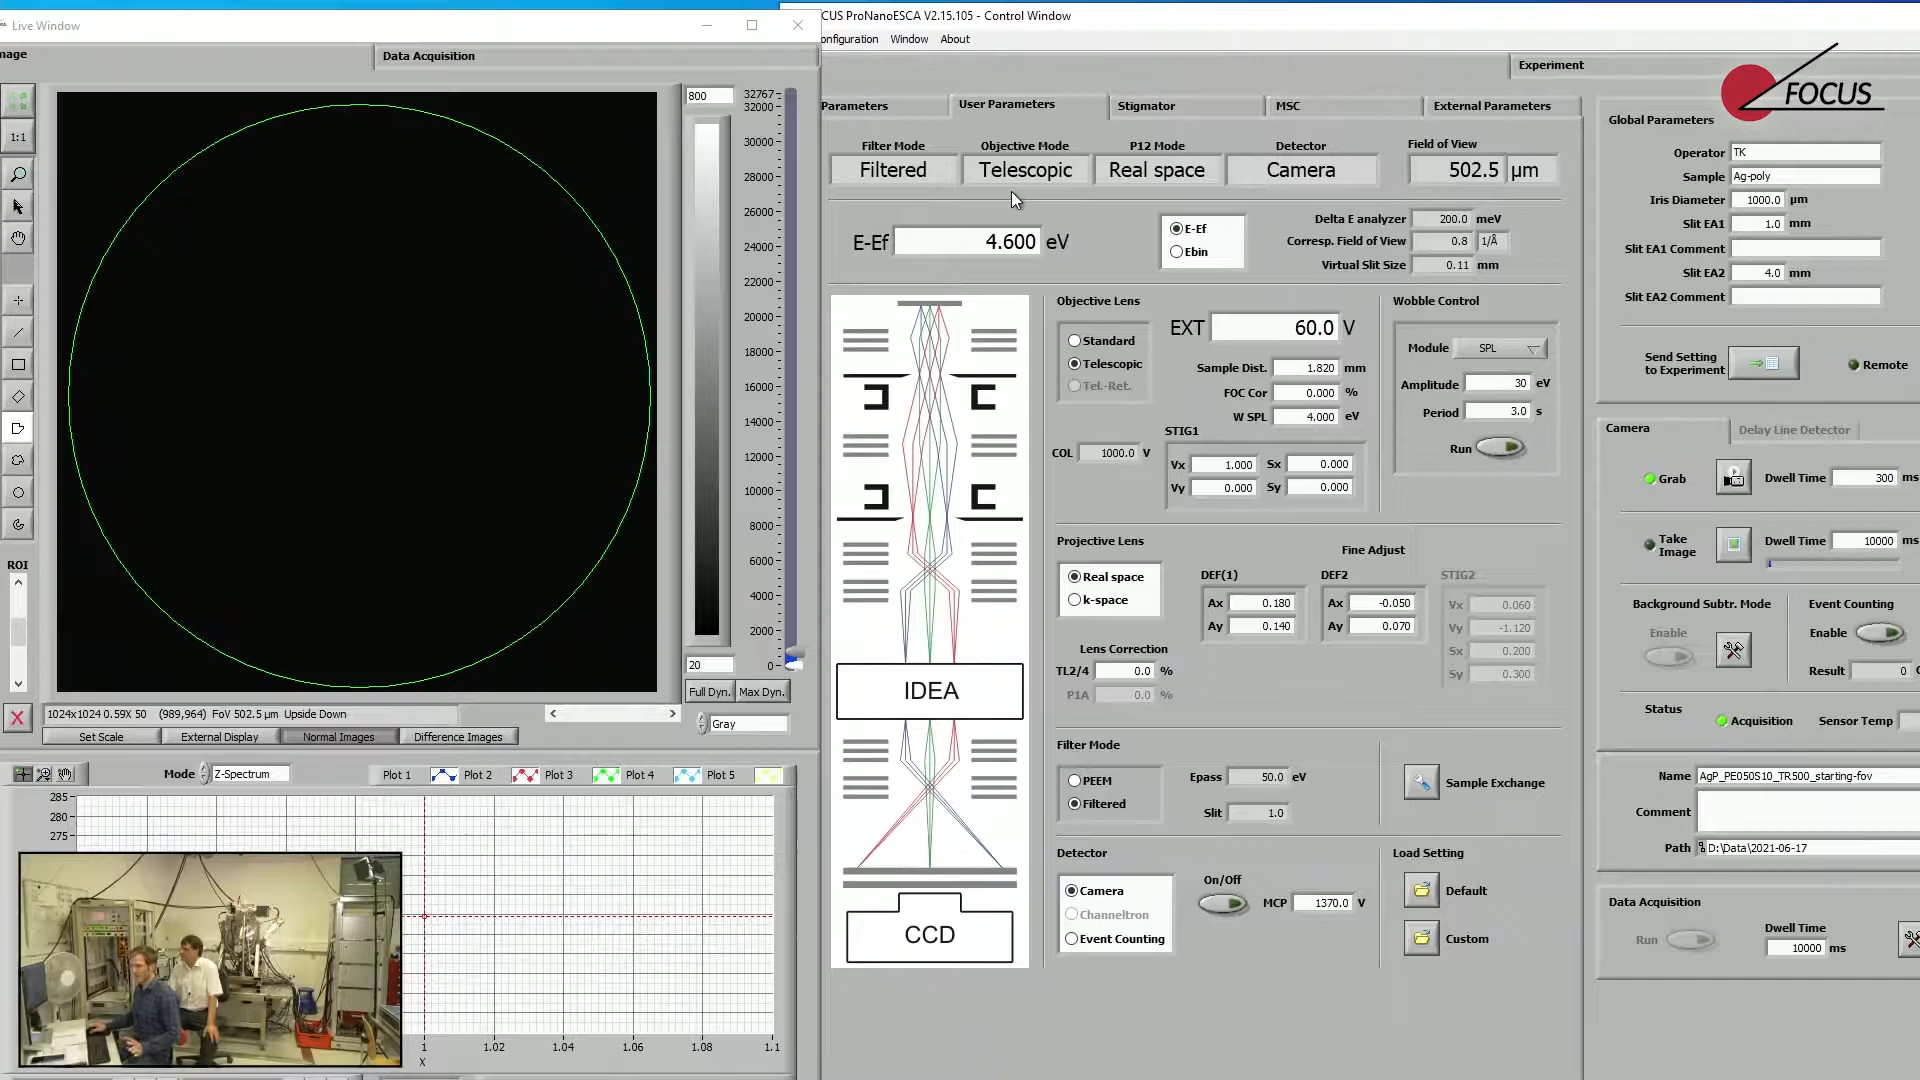 Live Window
FOCUS ProNanoESCA V2.15.105 - Control Window
onfiguration Window About
mage
Data Acquisition
Experiment
FOCUS
Parameters
User Parameters
Stigmator
MSC
External Parameters
Global Parameters
Filter Mode
Objective Mode
P12 Mode
Detector
Field of View
Filtered
Telescopic
Real space
Camera
502.5 µm
Operator TK
Sample Ag-poly
Iris Diameter 1000.0 µm
Slit EA1 1.0 mm
Slit EA1 Comment
Slit EA2 4.0 mm
Slit EA2 Comment
E-Ef 4.600 eV
E-Ef
Ebin
Delta E analyzer 200.0 meV
Corresp. Field of View 0.8 1/Å
Virtual Slit Size 0.11 mm
800
32767
32000
30000
28000
26000
24000
22000
20000
18000
16000
14000
12000
10000
8000
6000
4000
2000
0
20
Full Dyn.
Max Dyn.
Gray
1:1
ROI
1024x1024 0.59X 50 (989,964) FoV 502.5 µm Upside Down
Set Scale
External Display
Normal Images
Difference Images
Objective Lens
Standard
Telescopic
Tel.-Ret.
EXT 60.0 V
Sample Dist. 1.820 mm
FOC Cor 0.000 %
W SPL 4.000 eV
STIG1
COL 1000.0 V
Vx 1.000 Sx 0.000
Vy 0.000 Sy 0.000
Wobble Control
Module SPL
Amplitude 30 eV
Period 3.0 s
Run
Send Setting
to Experiment
Remote
Camera
Delay Line Detector
Grab
Dwell Time 300 ms
Take
Image
Dwell Time 10000 ms
Background Subtr. Mode
Enable
Event Counting
Enable
Result 0
Status
Acquisition
Sensor Temp
Projective Lens
Real space
k-space
Fine Adjust
DEF(1)
Ax 0.180
Ay 0.140
DEF2
Ax -0.050
Ay 0.070
STIG2
Vx 0.060
Vy -1.120
Sx 0.200
Sy 0.300
Lens Correction
TL2/4 0.0 %
P1A 0.0 %
IDEA
CCD
Filter Mode
PEEM
Filtered
Epass 50.0 eV
Slit 1.0
Sample Exchange
Detector
Camera
Channeltron
Event Counting
On/Off
MCP 1370.0 V
Load Setting
Default
Custom
Name AgP_PE050S10_TR500_starting-fov
Comment
Path D:\Data\2021-06-17
Data Acquisition
Run
Dwell Time
10000 ms
Mode Z-Spectrum
Plot 1
Plot 2
Plot 3
Plot 4
Plot 5
285
280
275
1
1.02
1.04
1.06
1.08
1.1
X